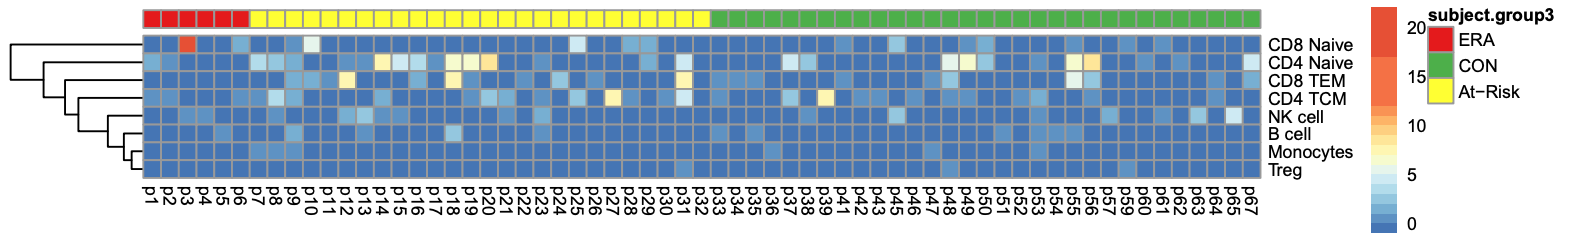 subject.group3
ERA
CON
At−Risk
20
15
10
5
0
CD8 Naive
CD4 Naive
CD8 TEM
CD4 TCM
NK cell
B cell
Monocytes
Treg
p1
p2
p3
p4
p5
p6
p7
p8
p9
p10
p11
p12
p13
p14
p15
p16
p17
p18
p19
p20
p21
p22
p23
p24
p25
p26
p27
p28
p29
p30
p31
p32
p33
p34
p35
p36
p37
p38
p39
p41
p42
p43
p45
p46
p47
p48
p49
p50
p51
p52
p53
p54
p55
p56
p57
p59
p60
p61
p62
p63
p64
p65
p67